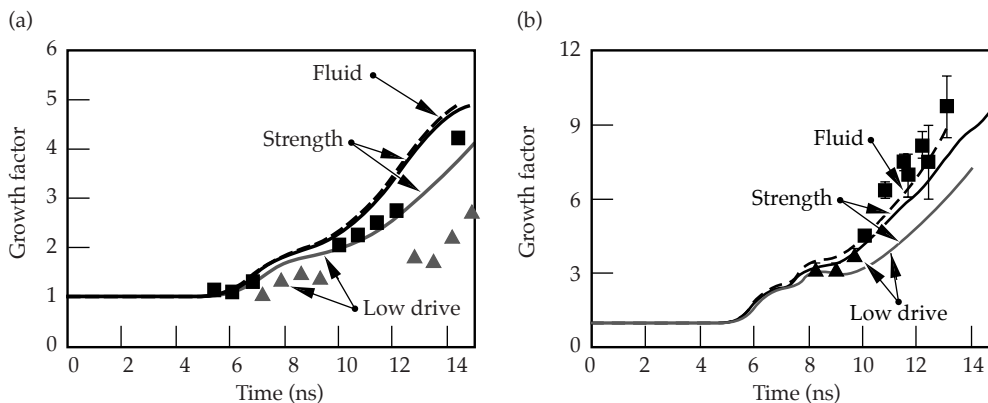 (a)
6
5
4
3
2
1
0
Growth factor
Fluid
Strength
Low drive
0 2 4 6 8 10 12 14
Time (ns)
(b)
12
9
6
3
0
Growth factor
Fluid
Strength
Low drive
0 2 4 6 8 10 12 14
Time (ns)